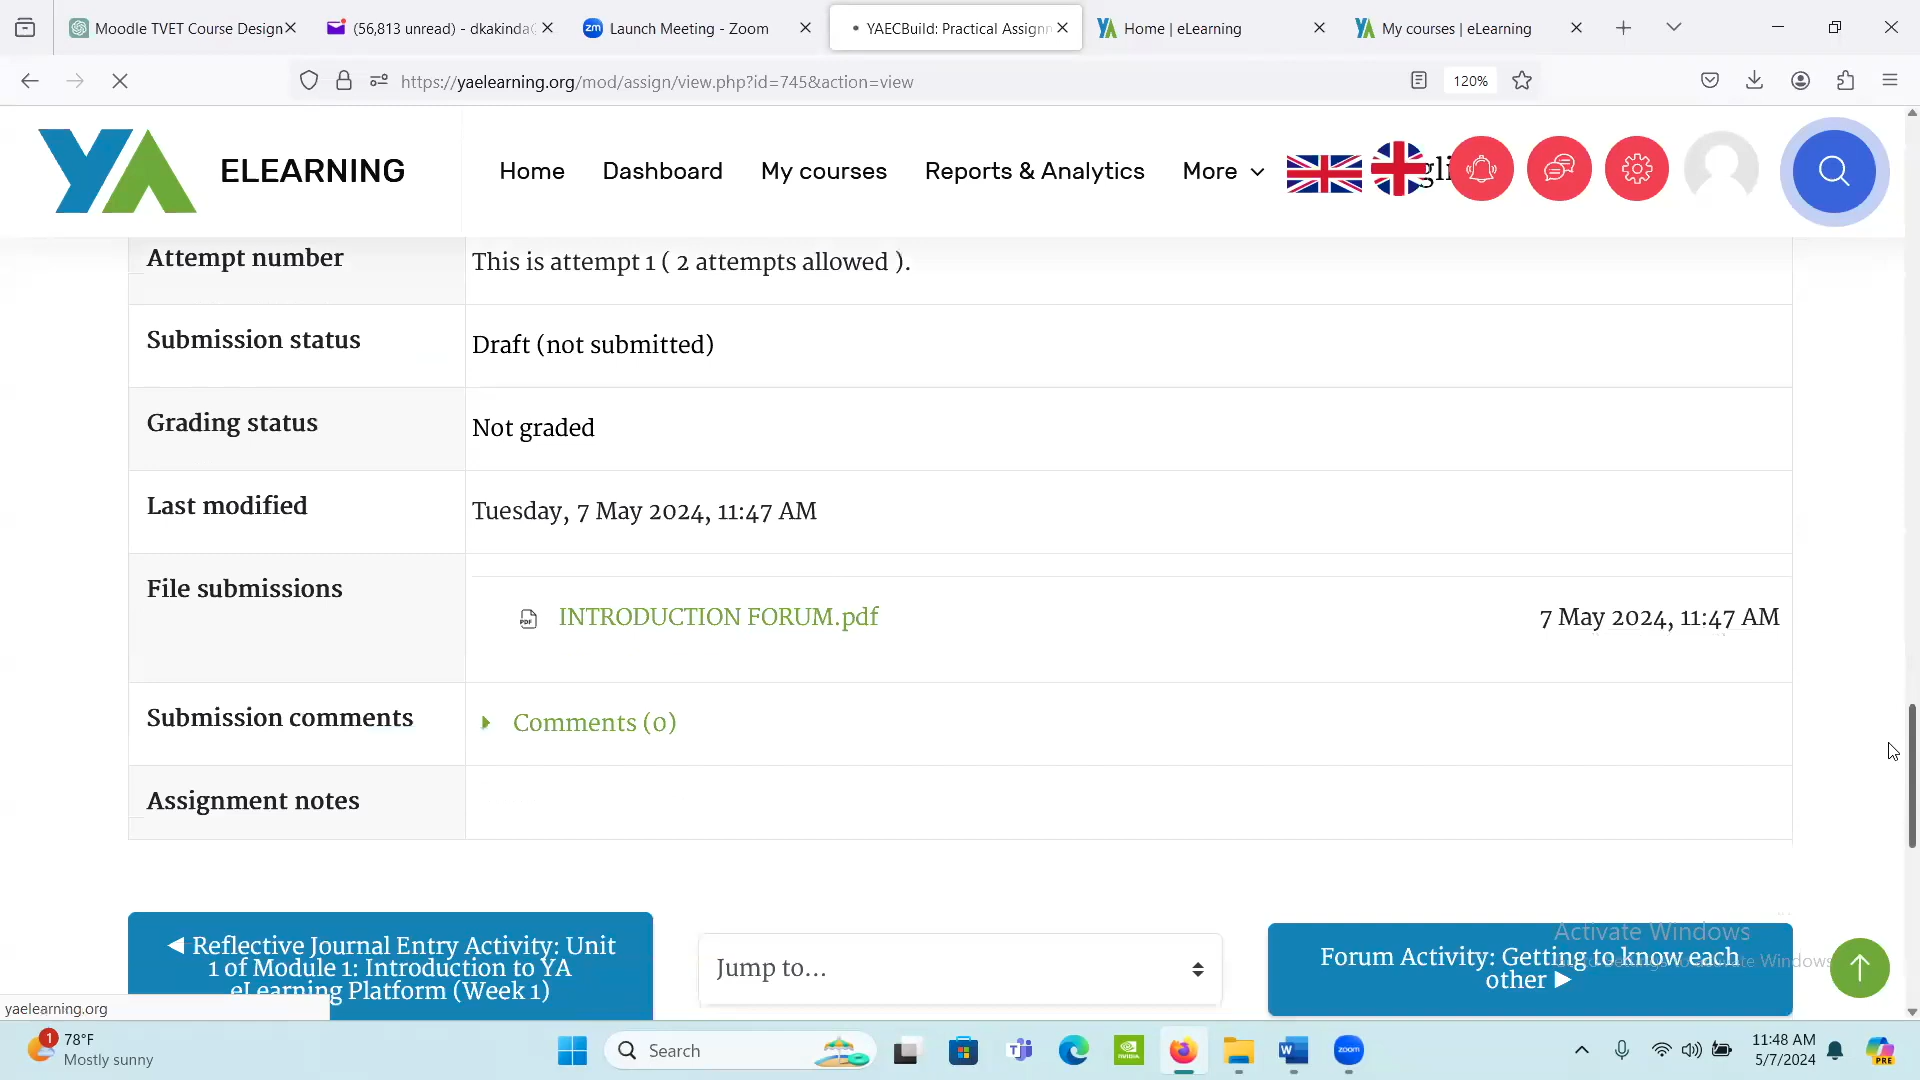 Moodle TVET Course Design
(56,813 unread) - dkakinda
Launch Meeting - Zoom
YAECBuild: Practical Assignm
Home | eLearning
My courses | eLearning
https://yaelearning.org/mod/assign/view.php?id=745&action=view
120%
YA ELEARNING
Home
Dashboard
My courses
Reports & Analytics
More
Attempt number
This is attempt 1 ( 2 attempts allowed ).
Submission status
Draft (not submitted)
Grading status
Not graded
Last modified
Tuesday, 7 May 2024, 11:47 AM
File submissions
INTRODUCTION FORUM.pdf
7 May 2024, 11:47 AM
Submission comments
Comments (0)
Assignment notes
◄ Reflective Journal Entry Activity: Unit
1 of Module 1: Introduction to YA
eLearning Platform (Week 1)
Jump to...
Forum Activity: Getting to know each
other ►
Activate Windows
yaelearning.org
1
78°F
Mostly sunny
Search
zoom
11:48 AM
5/7/2024